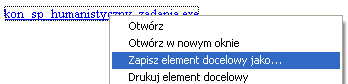 kon_sp_humanistyczny_zadania.exe
Otwórz
Otwórz w nowym oknie
Zapisz element docelowy jako...
Drukuj element docelowy